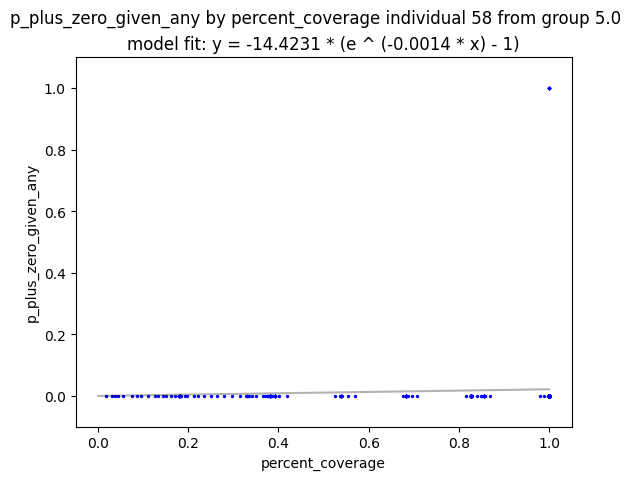 p_plus_zero_given_any by percent_coverage individual 58 from group 5.0
model fit: y = -14.4231 * (e ^ (-0.0014 * x) - 1)
1.0
0.8
0.6
0.4
0.2
0.0
p_plus_zero_given_any
0.0 0.2 0.4 0.6 0.8 1.0
percent_coverage